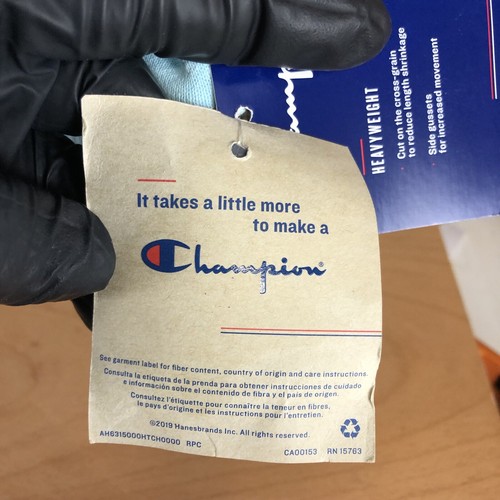 HEAVYWEIGHT
Cut on the cross-grain
to reduce length shrinkage
Side gussets
for increased movement
It takes a little more
to make a
Champion
See garment label for fiber content, country of origin and care instructions.
Consulta la etiqueta de la prenda para obtener instrucciones de cuidado
e información sobre el contenido de fibra y el país de origen.
Consultez l'étiquette pour connaître la teneur en fibres,
le pays d'origine et les instructions pour l'entretien.
©2019 Hanesbrands Inc. All rights reserved.
AH6315000HTCH0000 RPC
CA00153 RN 15763